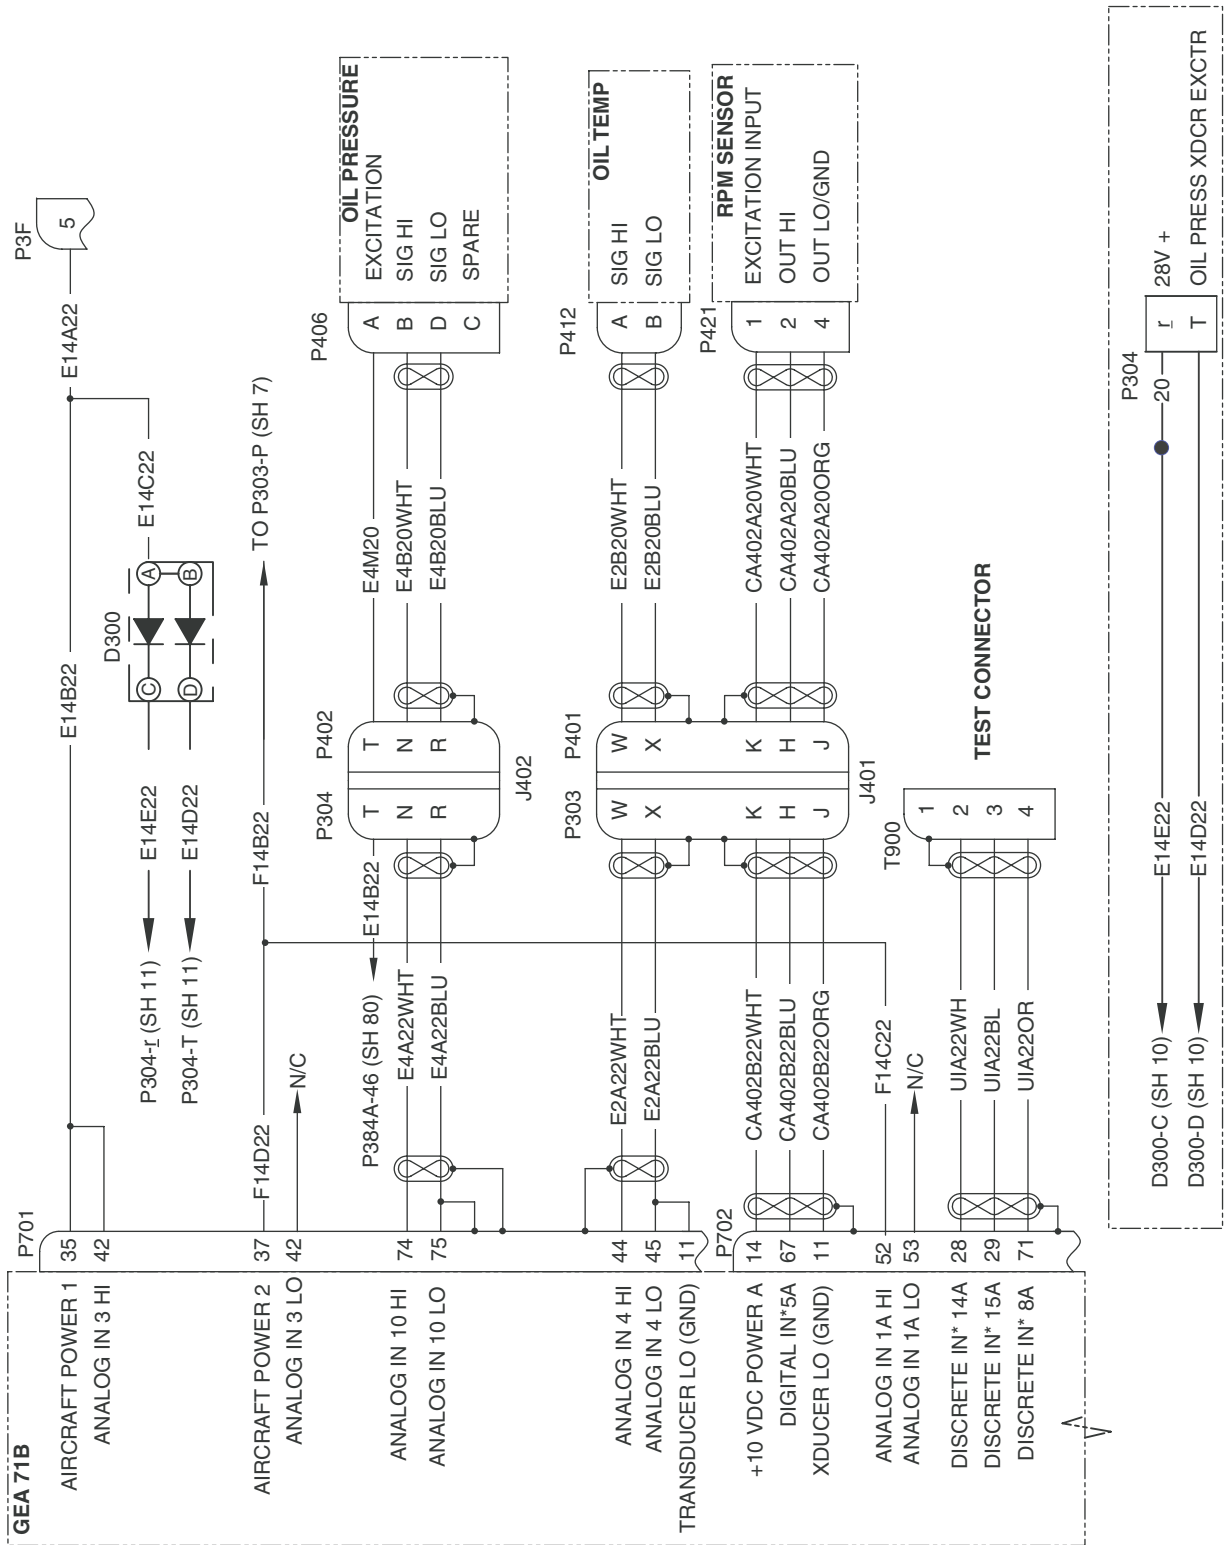 GEA 71B
AIRCRAFT POWER 1
35
ANALOG IN 3 HI
42
AIRCRAFT POWER 2
37
ANALOG IN 3 LO
42
ANALOG IN 10 HI
74
ANALOG IN 10 LO
75
ANALOG IN 4 HI
44
ANALOG IN 4 LO
45
TRANSDUCER LO (GND)
11
P701
+10 VDC POWER A
14
DIGITAL IN*5A
67
XDUCER LO (GND)
11
ANALOG IN 1A HI
52
ANALOG IN 1A LO
53
DISCRETE IN* 14A
28
DISCRETE IN* 15A
29
DISCRETE IN* 8A
71
P702
E14B22
E14A22
P3F
5
E14C22
D300
A
B
C
D
P304-r (SH 11)
E14E22
P304-T (SH 11)
E14D22
F14D22
F14B22
TO P303-P (SH 7)
N/C
P384A-46 (SH 80)
E14B22
E4A22WHT
E4A22BLU
P304
T
N
R
P402
T
N
R
J402
E4M20
E4B20WHT
E4B20BLU
P406
A
B
D
C
OIL PRESSURE
EXCITATION
SIG HI
SIG LO
SPARE
E2A22WHT
E2A22BLU
P303
W
X
K
H
J
P401
W
X
K
H
J
J401
E2B20WHT
E2B20BLU
P412
A
B
OIL TEMP
SIG HI
SIG LO
CA402B22WHT
CA402B22BLU
CA402B22ORG
CA402A20WHT
CA402A20BLU
CA402A20ORG
P421
1
2
4
RPM SENSOR
EXCITATION INPUT
OUT HI
OUT LO/GND
F14C22
N/C
UIA22WH
UIA22BL
UIA22OR
T900
1
2
3
4
TEST CONNECTOR
D300-C (SH 10)
E14E22
20
D300-D (SH 10)
E14D22
P304
r
28V +
T
OIL PRESS XDCR EXCTR